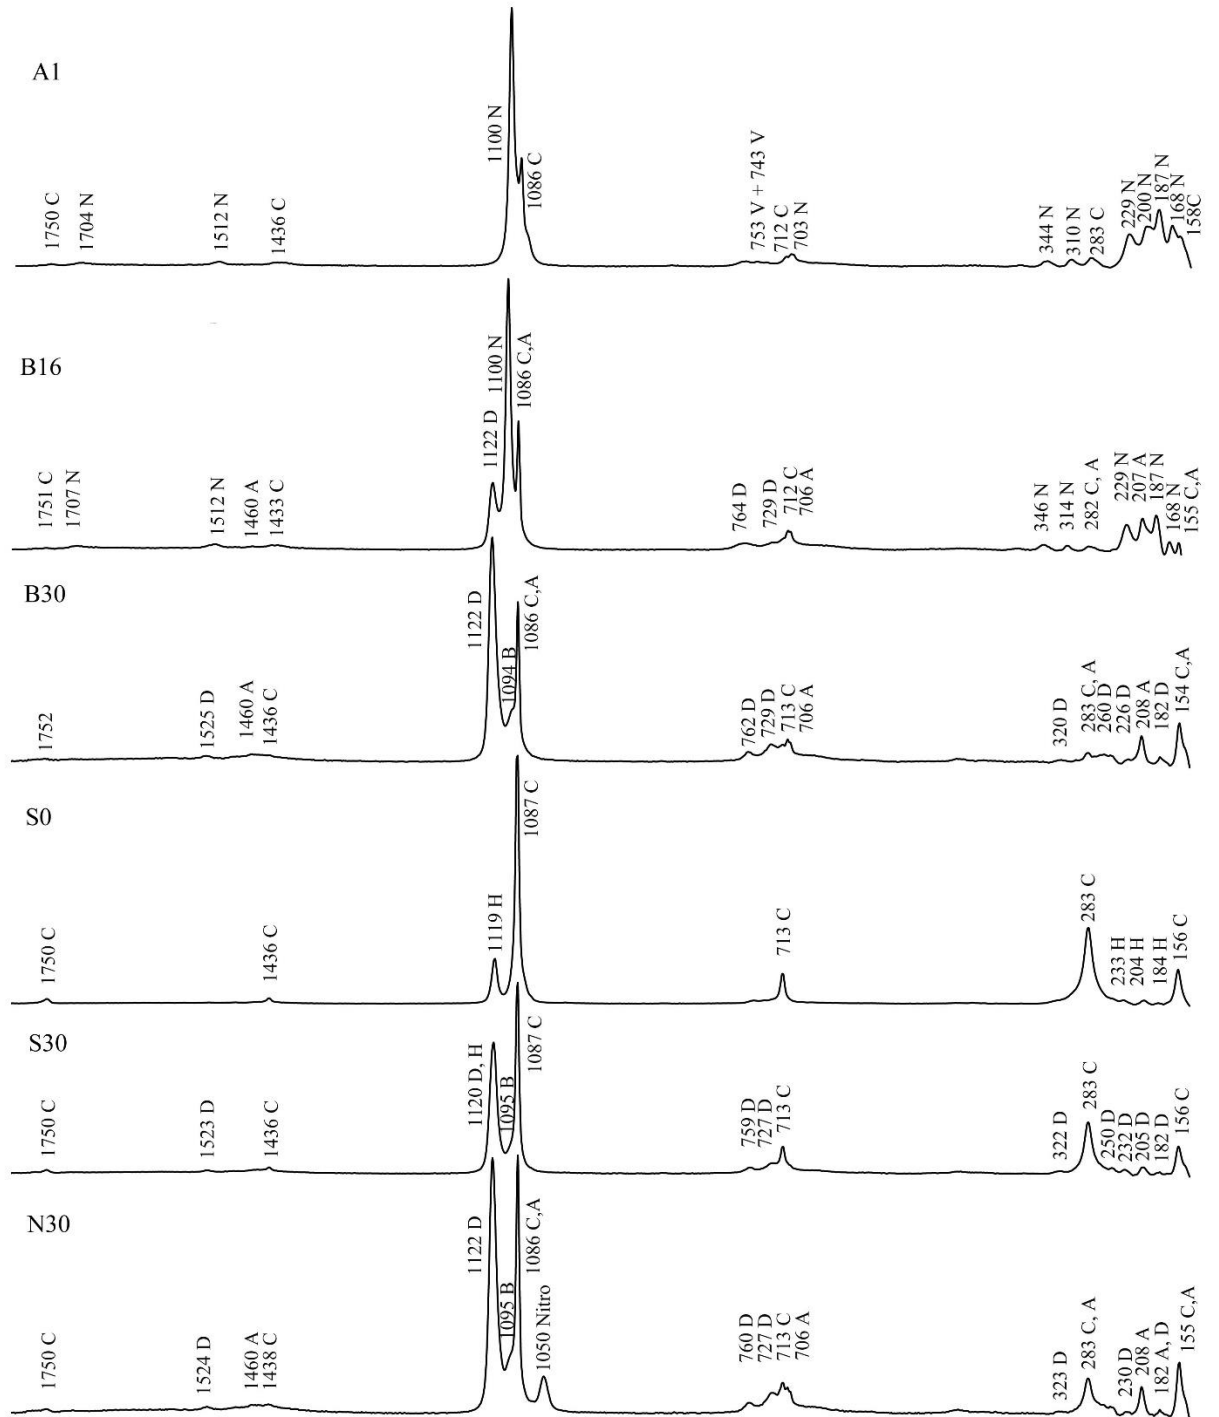 A1
1750 C
1704 N
1512 N
1436 C
1100 N
1086 C
753 V + 743 V
712 C
703 N
344 N
310 N
283 C
229 N
200 N
187 N
168 N
158C
B16
1751 C
1707 N
1512 N
1460 A
1433 C
1122 D
1100 N
1086 C,A
764 D
729 D
712 C
706 A
346 N
314 N
282 C, A
229 N
207 A
187 N
168 N
155 C,A
B30
1752
1525 D
1460 A
1436 C
1122 D
1094 B
1086 C,A
762 D
729 D
713 C
706 A
320 D
283 C, A
260 D
226 D
208 A
182 D
154 C,A
S0
1750 C
1436 C
1119 H
1087 C
713 C
283 C
233 H
204 H
184 H
156 C
S30
1750 C
1523 D
1436 C
1120 D, H
1095 B
1087 C
759 D
727 D
713 C
322 D
283 C
250 D
232 D
205 D
182 D
156 C
N30
1750 C
1524 D
1460 A
1438 C
1122 D
1095 B
1086 C,A
1050 Nitro
760 D
727 D
713 C
706 A
323 D
283 C, A
230 D
208 A
182 A, D
155 C,A